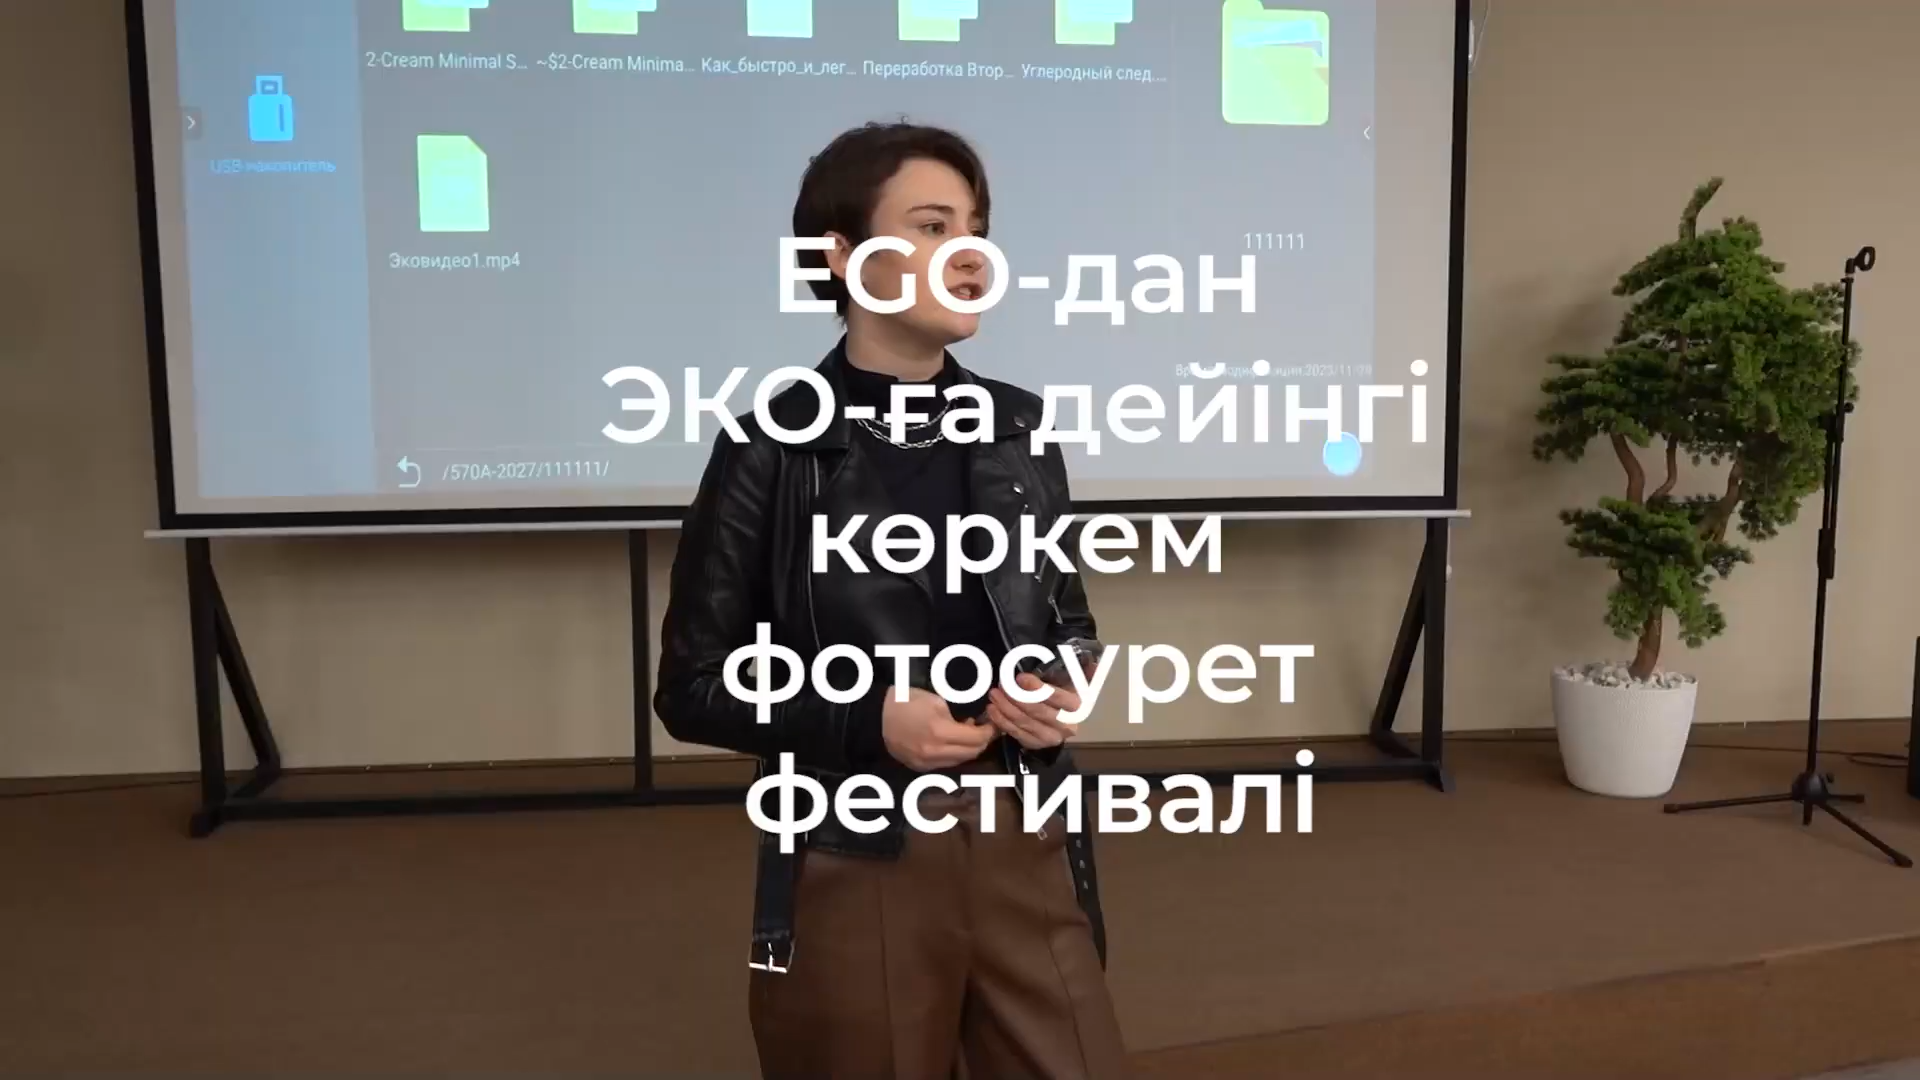 2-Cream Minimal S... ~$2-Cream Minima... Как_быстро_и_лег... Переработка Втор... Углеродный след....
USB-накопитель
Эковидео1.mp4
111111
EGO-дан
ЭКО-ға дейінгі
көркем
фотосурет
фестивалі
/570A-2027/111111/